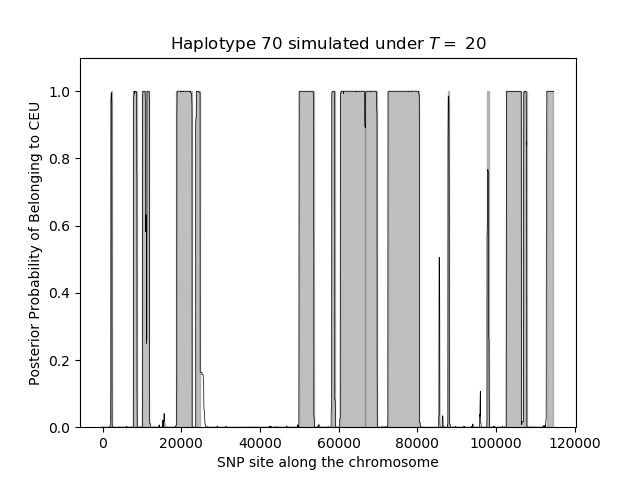 Haplotype 70 simulated under T = 20
Posterior Probability of Belonging to CEU
1.0
0.8
0.6
0.4
0.2
0.0
0 20000 40000 60000 80000 100000 120000
SNP site along the chromosome